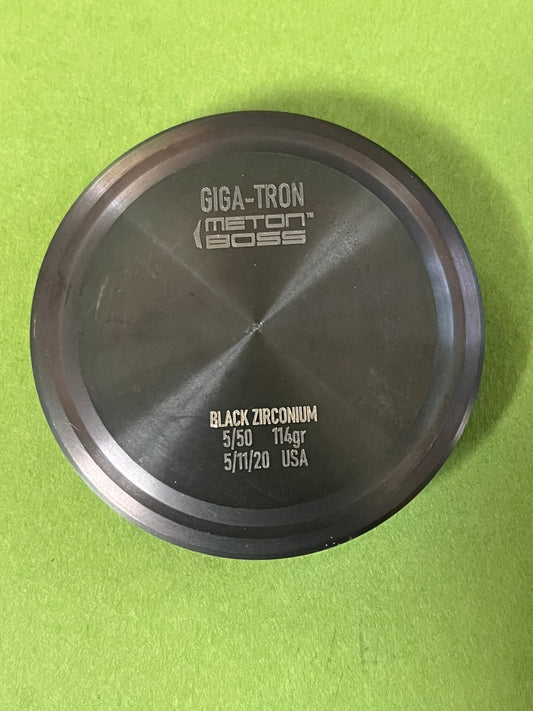 GIGA-TRON
METON™
BOSS
BLACK ZIRCONIUM
5/50 114gr
5/11/20 USA